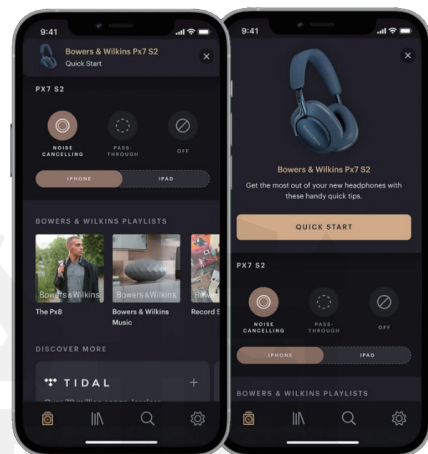 9:41
Bowers & Wilkins Px7 S2
Quick Start
PX7 S2
NOISE CANCELLING
PASS-THROUGH
OFF
IPHONE
IPAD
BOWERS & WILKINS PLAYLISTS
Bowers & Wilkins
Bowers & Wilkins
The Px8
Bowers & Wilkins
Music
Record S
DISCOVER MORE
TIDAL
+
9:41
Bowers & Wilkins Px7 S2
Get the most out of your new headphones with
these handy quick tips.
QUICK START
PX7 S2
NOISE CANCELLING
PASS-THROUGH
OFF
IPHONE
IPAD
BOWERS & WILKINS PLAYLISTS